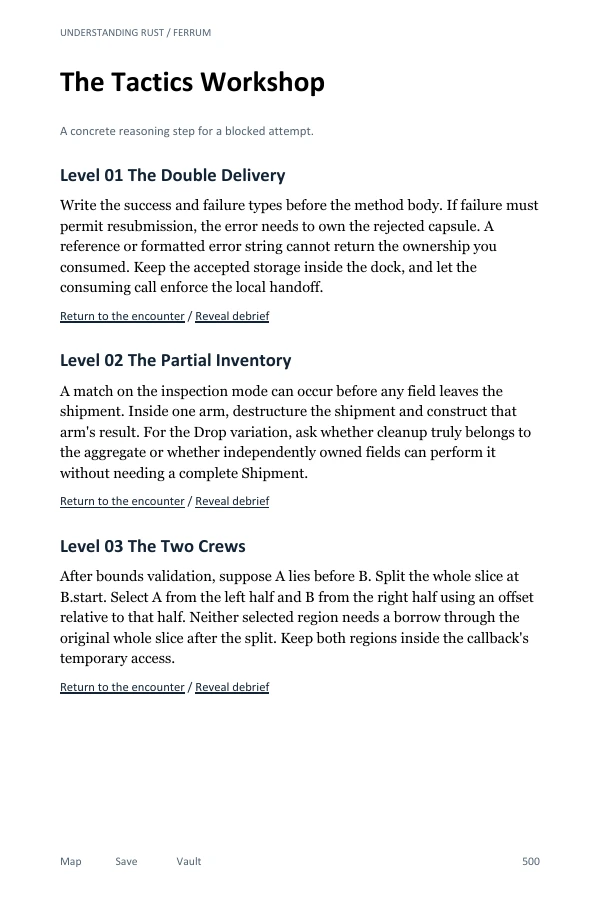 UNDERSTANDING RUST / FERRUM
The Tactics Workshop
A concrete reasoning step for a blocked attempt.
Level 01 The Double Delivery
Write the success and failure types before the method body. If failure must
permit resubmission, the error needs to own the rejected capsule. A
reference or formatted error string cannot return the ownership you
consumed. Keep the accepted storage inside the dock, and let the
consuming call enforce the local handoff.
Return to the encounter / Reveal debrief
Level 02 The Partial Inventory
A match on the inspection mode can occur before any field leaves the
shipment. Inside one arm, destructure the shipment and construct that
arm's result. For the Drop variation, ask whether cleanup truly belongs to
the aggregate or whether independently owned fields can perform it
without needing a complete Shipment.
Return to the encounter / Reveal debrief
Level 03 The Two Crews
After bounds validation, suppose A lies before B. Split the whole slice at
B.start. Select A from the left half and B from the right half using an offset
relative to that half. Neither selected region needs a borrow through the
original whole slice after the split. Keep both regions inside the callback's
temporary access.
Return to the encounter / Reveal debrief
Map Save Vault 500